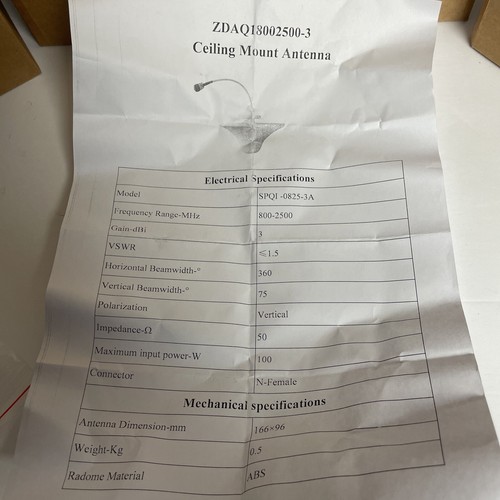 ZDAQ18002500-3
Ceiling Mount Antenna
Electrical Specifications
Model SPQI -0825-3A
Frequency Range-MHz 800-2500
Gain-dBi 3
VSWR ≤1.5
Horizontal Beamwidth-° 360
Vertical Beamwidth-° 75
Polarization Vertical
Impedance-Ω 50
Maximum input power-W 100
Connector N-Female
Mechanical specifications
Antenna Dimension-mm 166×96
Weight-Kg 0.5
Radome Material ABS